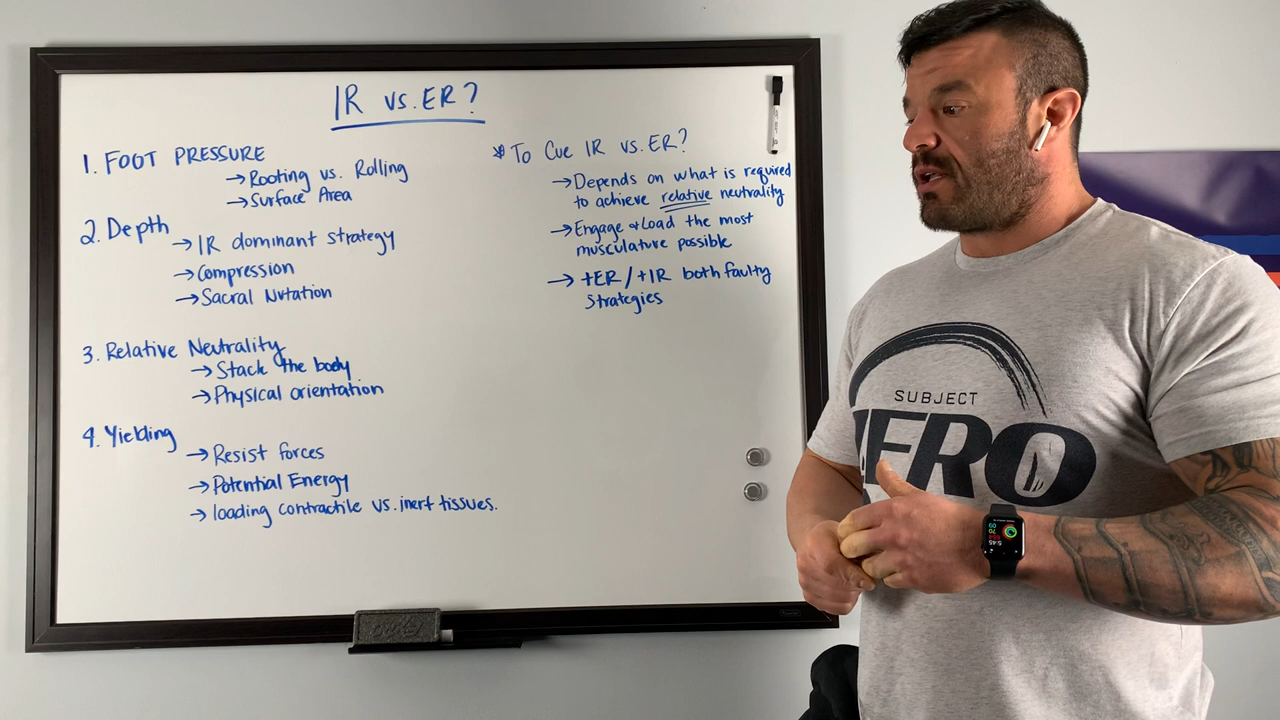 IR vs. ER?
1. FOOT PRESSURE
→Rooting vs. Rolling
→Surface Area
2. Depth
→IR dominant strategy
→Compression
→Sacral Nutation
3. Relative Neutrality
→Stack the body
→Physical orientation
4. Yielding
→Resist forces
→Potential Energy
→loading contractile vs. inert tissues.
* To Cue IR vs. ER?
→Depends on what is required
to achieve relative neutrality
→Engage & Load the most
musculature possible
→+ER/+IR both faulty
Strategies
SUBJECT
ZERO